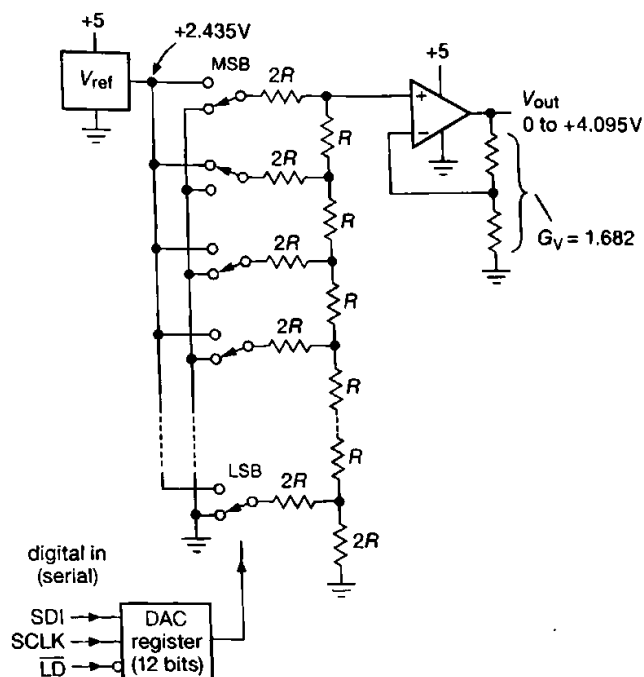 +5
+2.435V
V_ref
MSB
2R
R
2R
R
2R
R
2R
R
R
LSB
2R
2R
+5
+
−
V_out
0 to +4.095V
G_V = 1.682
digital in
(serial)
SDI
SCLK
L̅D̅
DAC
register
(12 bits)